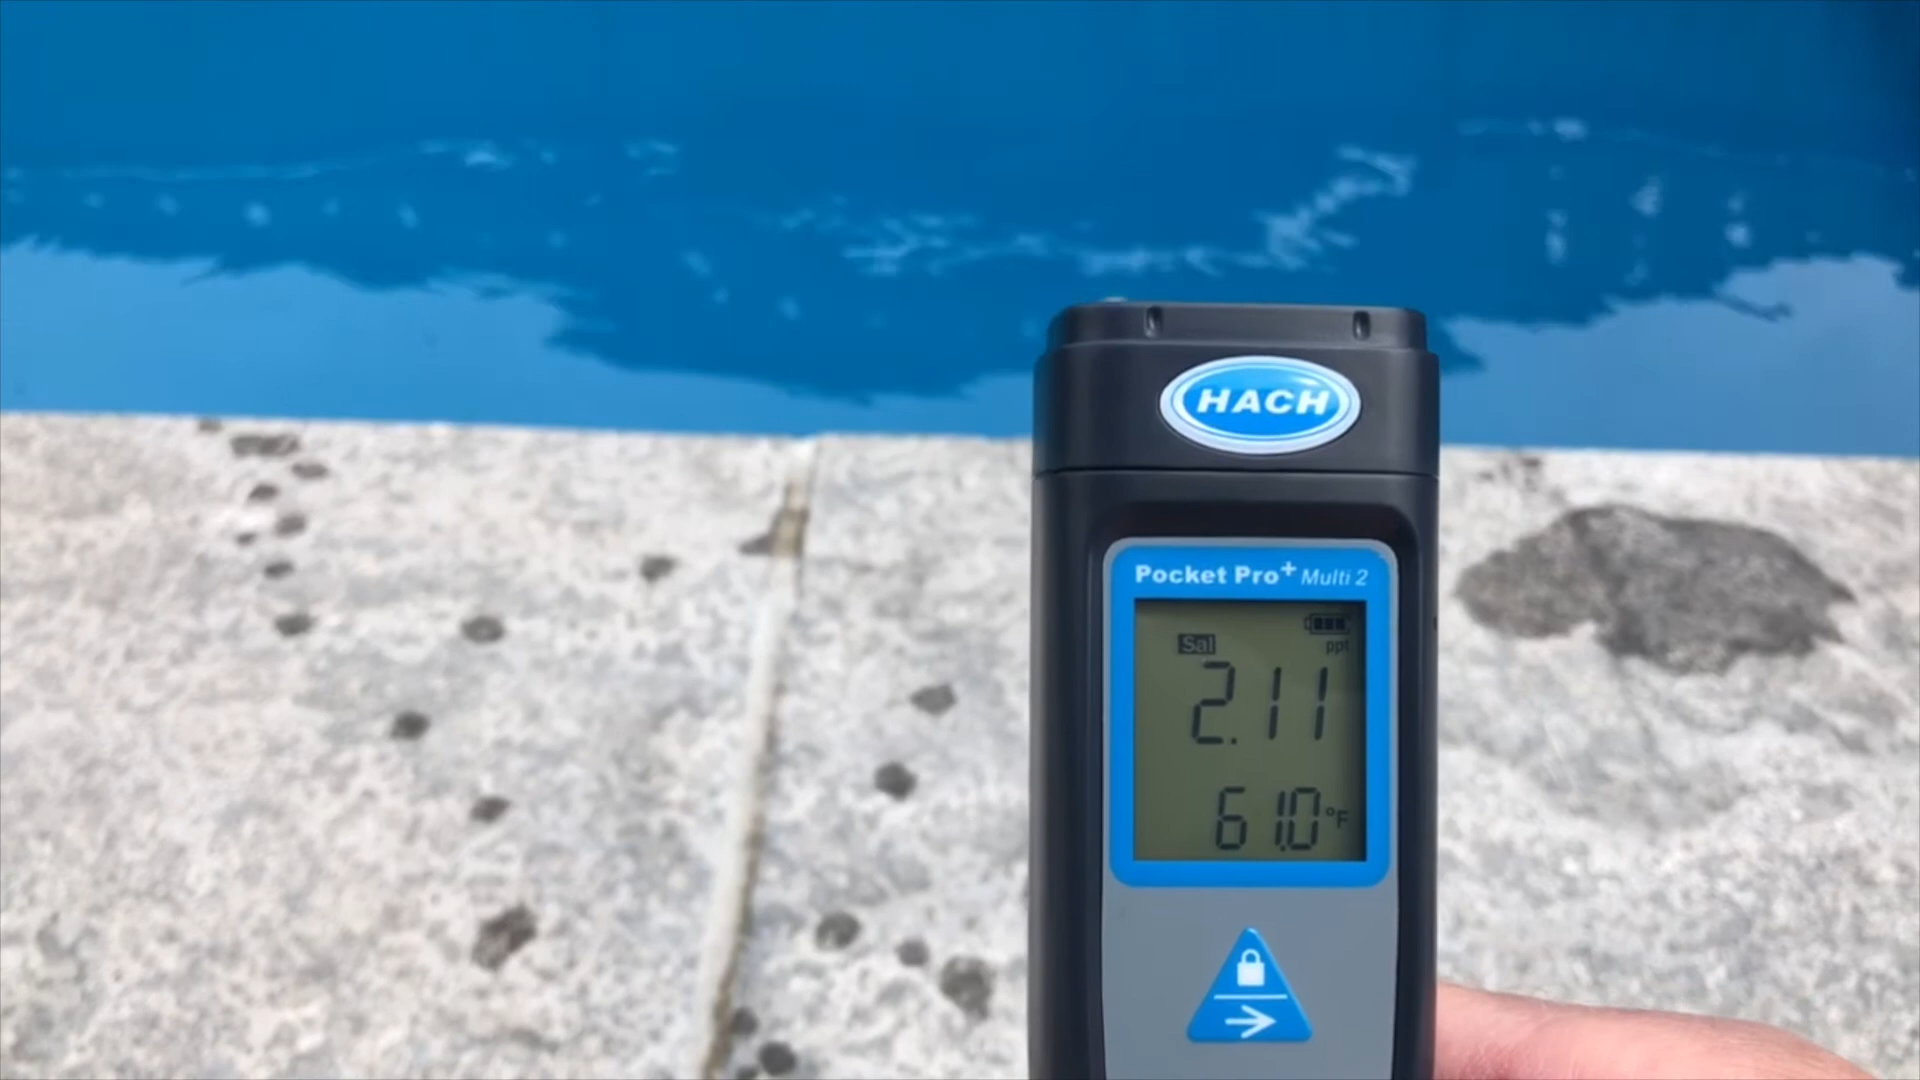 HACH
Pocket Pro+ Multi 2
Sal ppt
2.11
61.0 °F